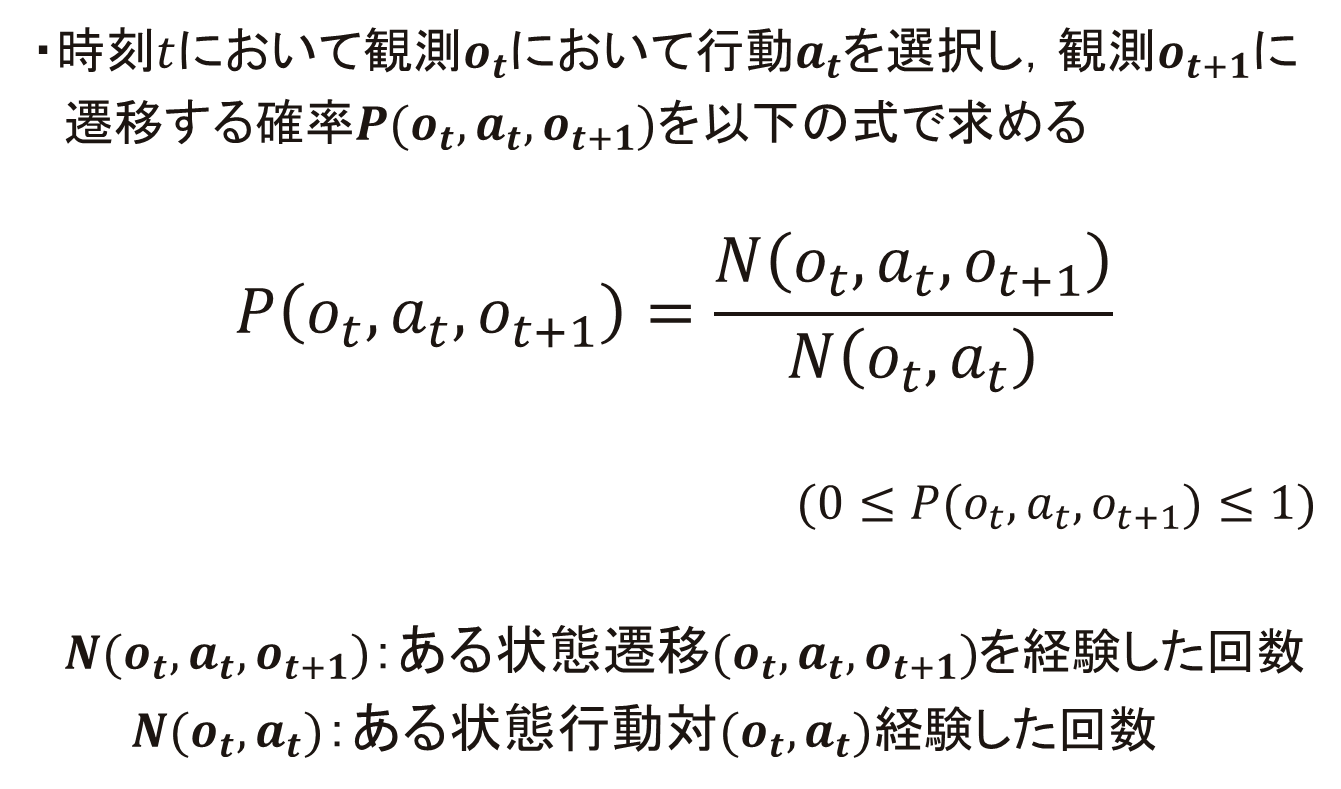 ・時刻tにおいて観測o_tにおいて行動a_tを選択し，観測o_{t+1}に
遷移する確率P(o_t, a_t, o_{t+1})を以下の式で求める
P(o_t, a_t, o_{t+1}) = \frac{N(o_t, a_t, o_{t+1})}{N(o_t, a_t)}
(0 ≤ P(o_t, a_t, o_{t+1}) ≤ 1)
N(o_t, a_t, o_{t+1}):ある状態遷移(o_t, a_t, o_{t+1})を経験した回数
N(o_t, a_t):ある状態行動対(o_t, a_t)経験した回数